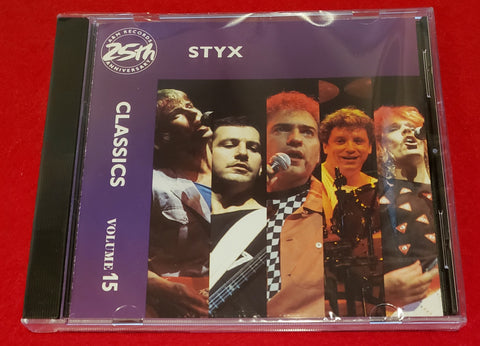 A&M RECORDS
25th
ANNIVERSARY
STYX
CLASSICS VOLUME 15